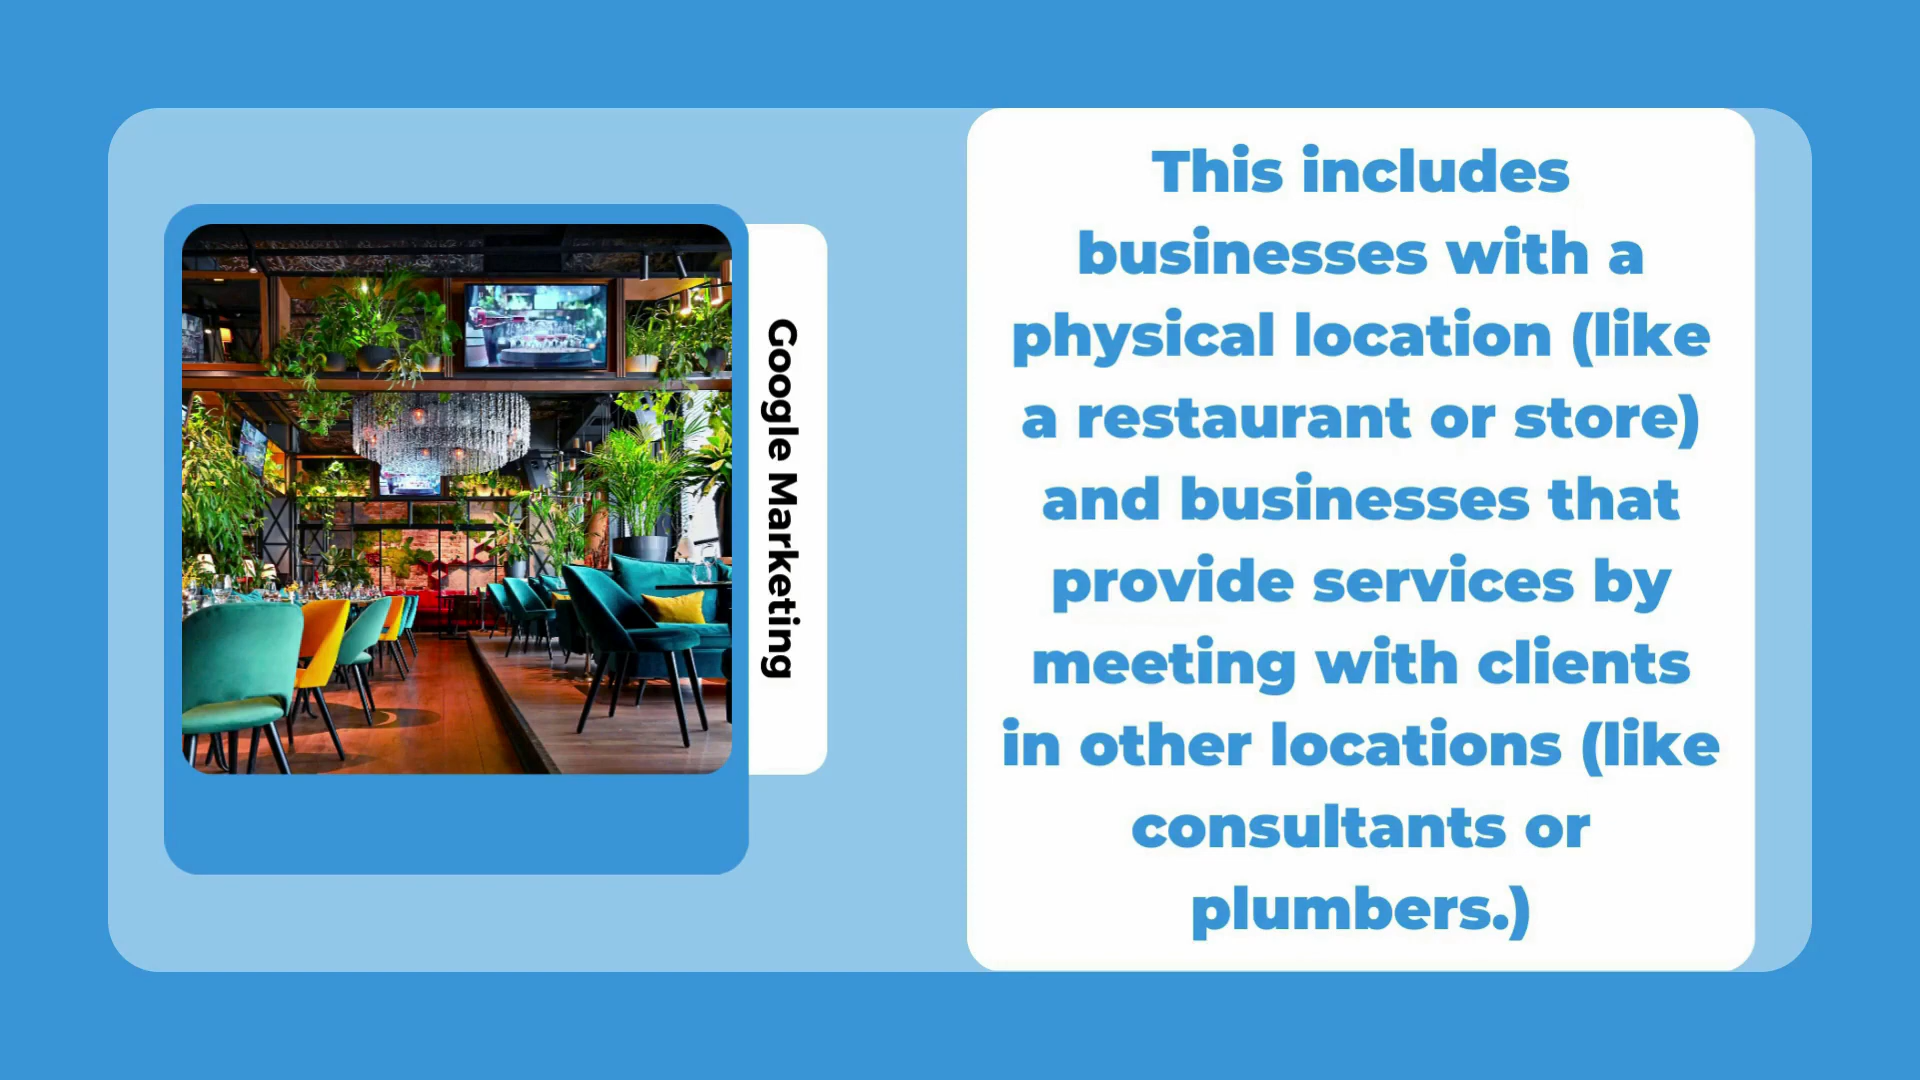 Google Marketing
This includes
businesses with a
physical location (like
a restaurant or store)
and businesses that
provide services by
meeting with clients
in other locations (like
consultants or
plumbers.)